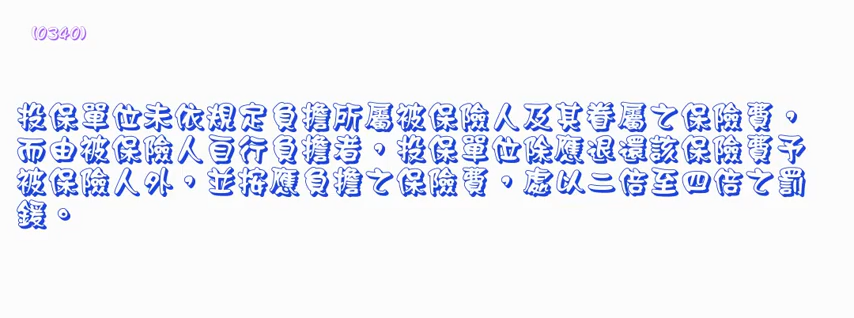 (0340)
投保單位未依規定負擔所屬被保險人及其眷屬之保險費，
而由被保險人自行負擔者，投保單位除應退還該保險費予
被保險人外，並按應負擔之保險費，處以二倍至四倍之罰
鍰。